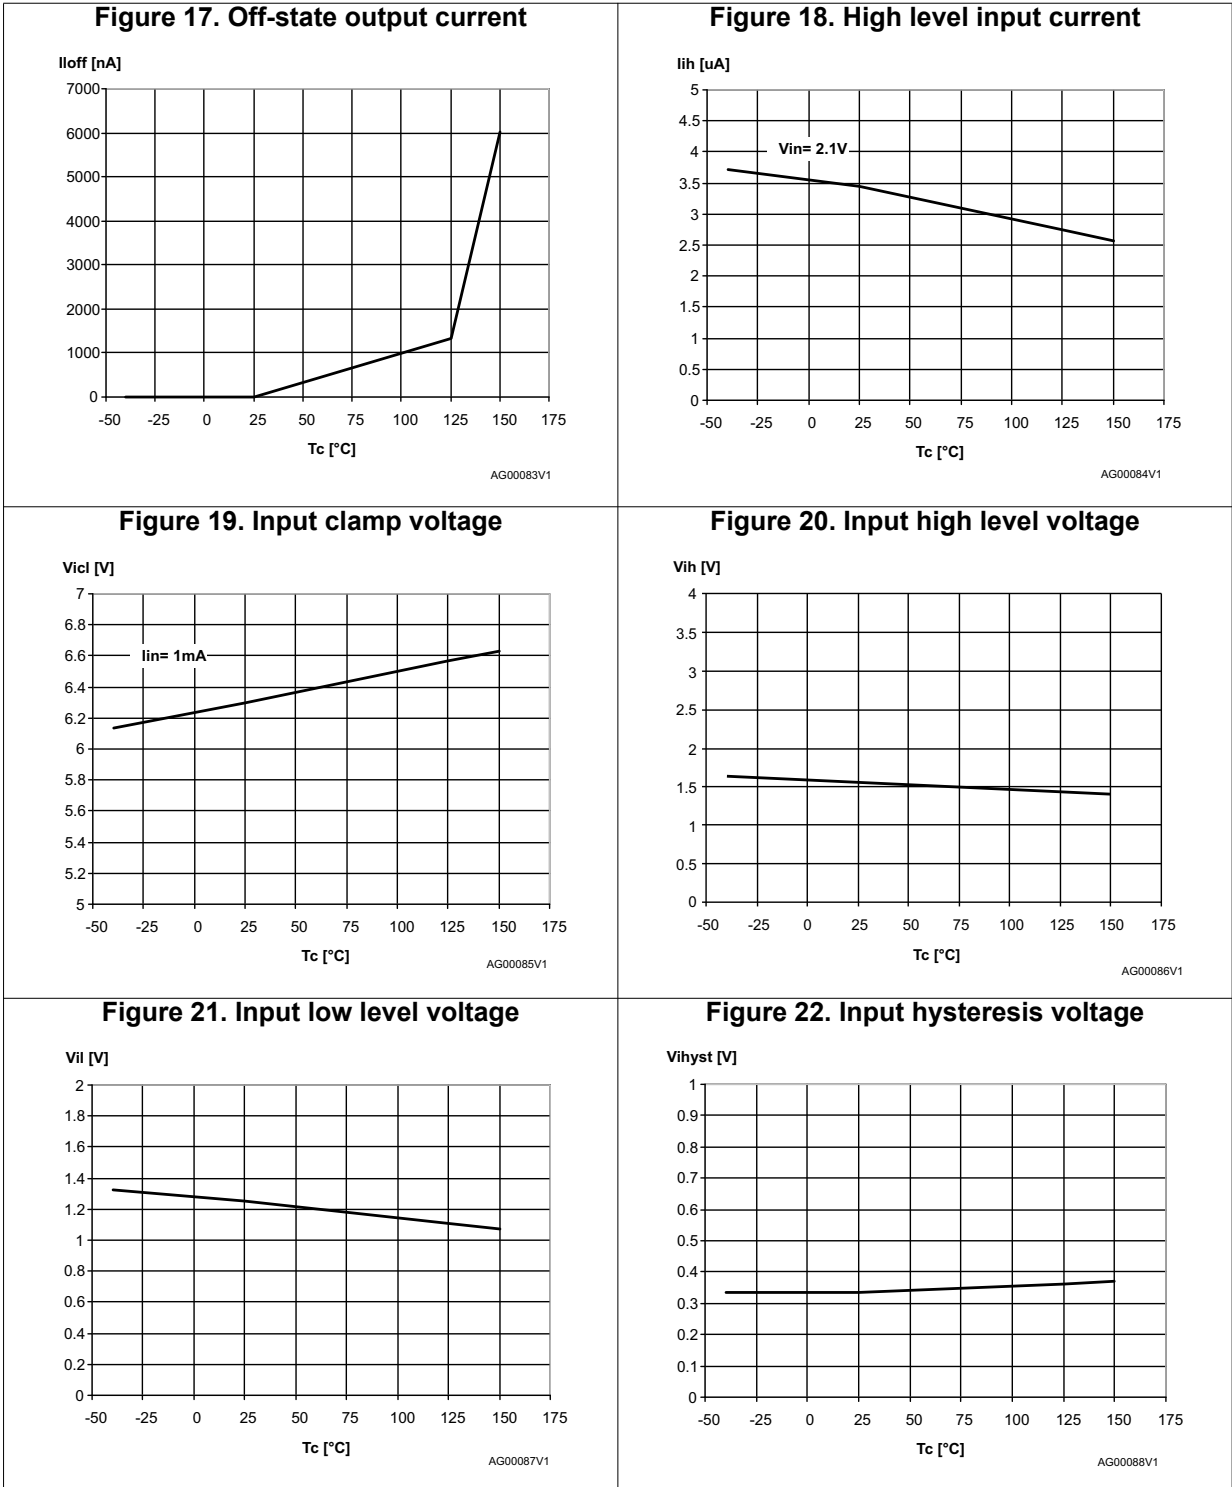 Figure 17. Off-state output current
Iloff [nA]
7000
6000
5000
4000
3000
2000
1000
0
-50 -25 0 25 50 75 100 125 150 175
Tc [°C]
AG00083V1
Figure 18. High level input current
Iih [uA]
5
4.5
4
Vin= 2.1V
3.5
3
2.5
2
1.5
1
0.5
0
-50 -25 0 25 50 75 100 125 150 175
Tc [°C]
AG00084V1
Figure 19. Input clamp voltage
Vicl [V]
7
6.8
6.6
Iin= 1mA
6.4
6.2
6
5.8
5.6
5.4
5.2
5
-50 -25 0 25 50 75 100 125 150 175
Tc [°C]
AG00085V1
Figure 20. Input high level voltage
Vih [V]
4
3.5
3
2.5
2
1.5
1
0.5
0
-50 -25 0 25 50 75 100 125 150 175
Tc [°C]
AG00086V1
Figure 21. Input low level voltage
Vil [V]
2
1.8
1.6
1.4
1.2
1
0.8
0.6
0.4
0.2
0
-50 -25 0 25 50 75 100 125 150 175
Tc [°C]
AG00087V1
Figure 22. Input hysteresis voltage
Vihyst [V]
1
0.9
0.8
0.7
0.6
0.5
0.4
0.3
0.2
0.1
0
-50 -25 0 25 50 75 100 125 150 175
Tc [°C]
AG00088V1